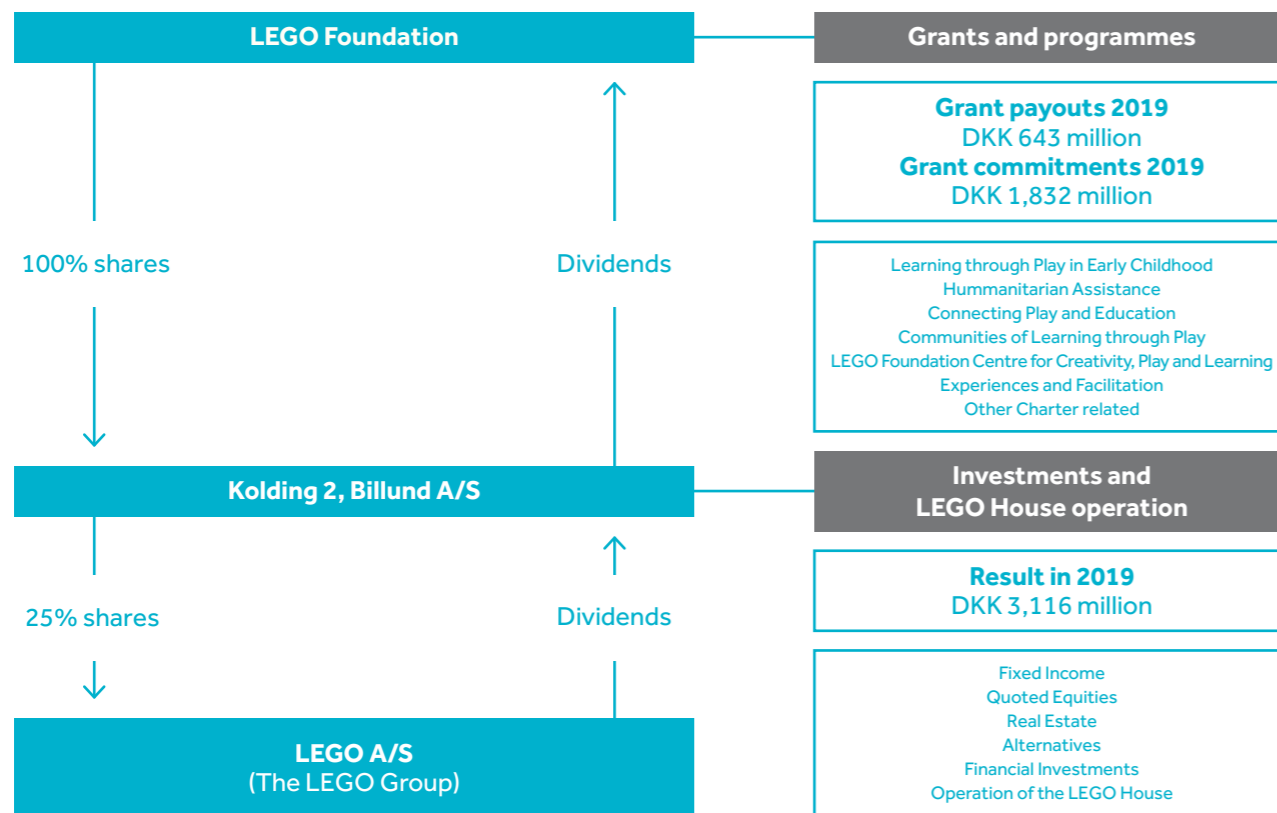 LEGO Foundation
Grants and programmes
Grant payouts 2019
DKK 643 million
Grant commitments 2019
DKK 1,832 million
100% shares
Dividends
Learning through Play in Early Childhood
Hummanitarian Assistance
Connecting Play and Education
Communities of Learning through Play
LEGO Foundation Centre for Creativity, Play and Learning
Experiences and Facilitation
Other Charter related
Kolding 2, Billund A/S
Investments and
LEGO House operation
Result in 2019
DKK 3,116 million
25% shares
Dividends
Fixed Income
Quoted Equities
Real Estate
Alternatives
Financial Investments
Operation of the LEGO House
LEGO A/S
(The LEGO Group)